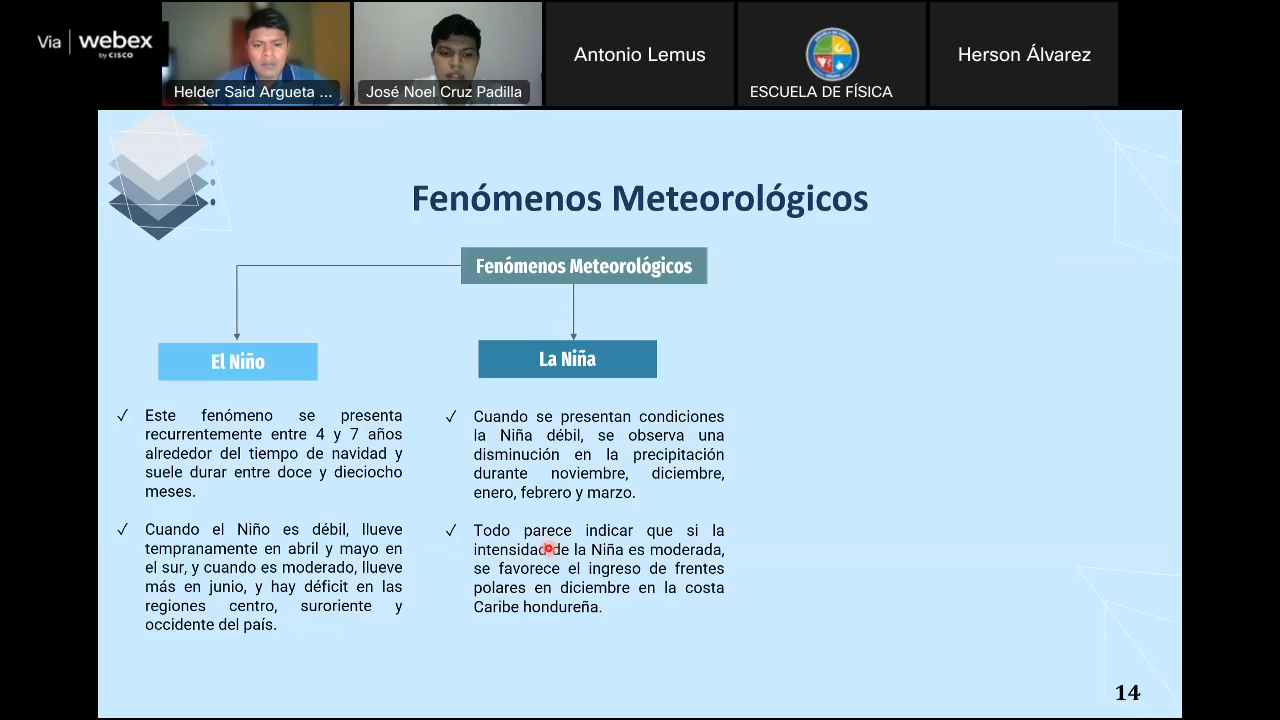 Via webex
by CISCO
Helder Said Argueta ...
José Noel Cruz Padilla
Antonio Lemus
ESCUELA DE FÍSICA
Herson Álvarez
Fenómenos Meteorológicos
Fenómenos Meteorológicos
El Niño
✓ Este fenómeno se presenta
recurrentemente entre 4 y 7 años
alrededor del tiempo de navidad y
suele durar entre doce y dieciocho
meses.
✓ Cuando el Niño es débil, llueve
tempranamente en abril y mayo en
el sur, y cuando es moderado, llueve
más en junio, y hay déficit en las
regiones centro, suroriente y
occidente del país.
La Niña
✓ Cuando se presentan condiciones
la Niña débil, se observa una
disminución en la precipitación
durante noviembre, diciembre,
enero, febrero y marzo.
✓ Todo parece indicar que si la
intensidad de la Niña es moderada,
se favorece el ingreso de frentes
polares en diciembre en la costa
Caribe hondureña.
14